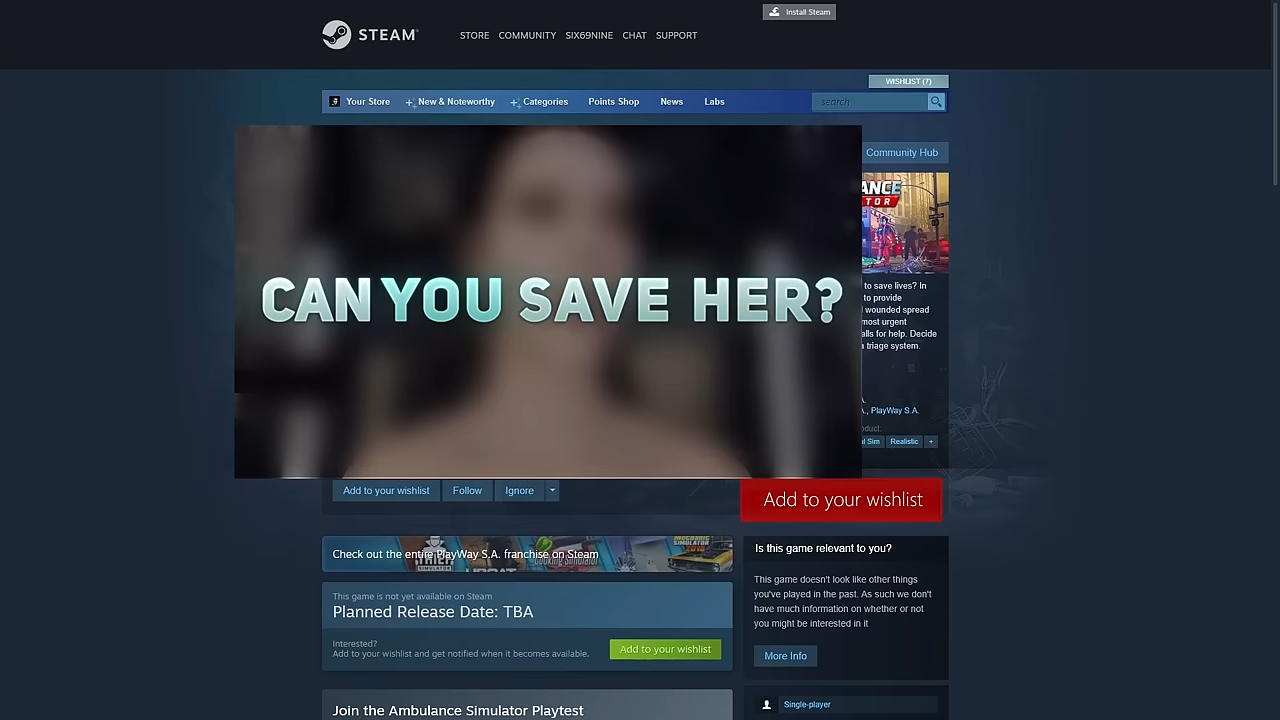 Install Steam
STEAM
STORE COMMUNITY SIX69NINE CHAT SUPPORT
WISHLIST (7)
Your Store New & Noteworthy Categories Points Shop News Labs search
Community Hub
CAN YOU SAVE HER?
ANCE
TOR
to save lives? In
to provide
wounded spread
most urgent
alls for help. Decide
triage system.
PlayWay S.A.
Sim Realistic +
Add to your wishlist Follow Ignore
Add to your wishlist
Check out the entire PlayWay S.A. franchise on Steam
This game is not yet available on Steam
Planned Release Date: TBA
Interested?
Add to your wishlist and get notified when it becomes available.
Add to your wishlist
Is this game relevant to you?
This game doesn't look like other things
you've played in the past. As such we don't
have much information on whether or not
you might be interested in it
More Info
Join the Ambulance Simulator Playtest
Single-player